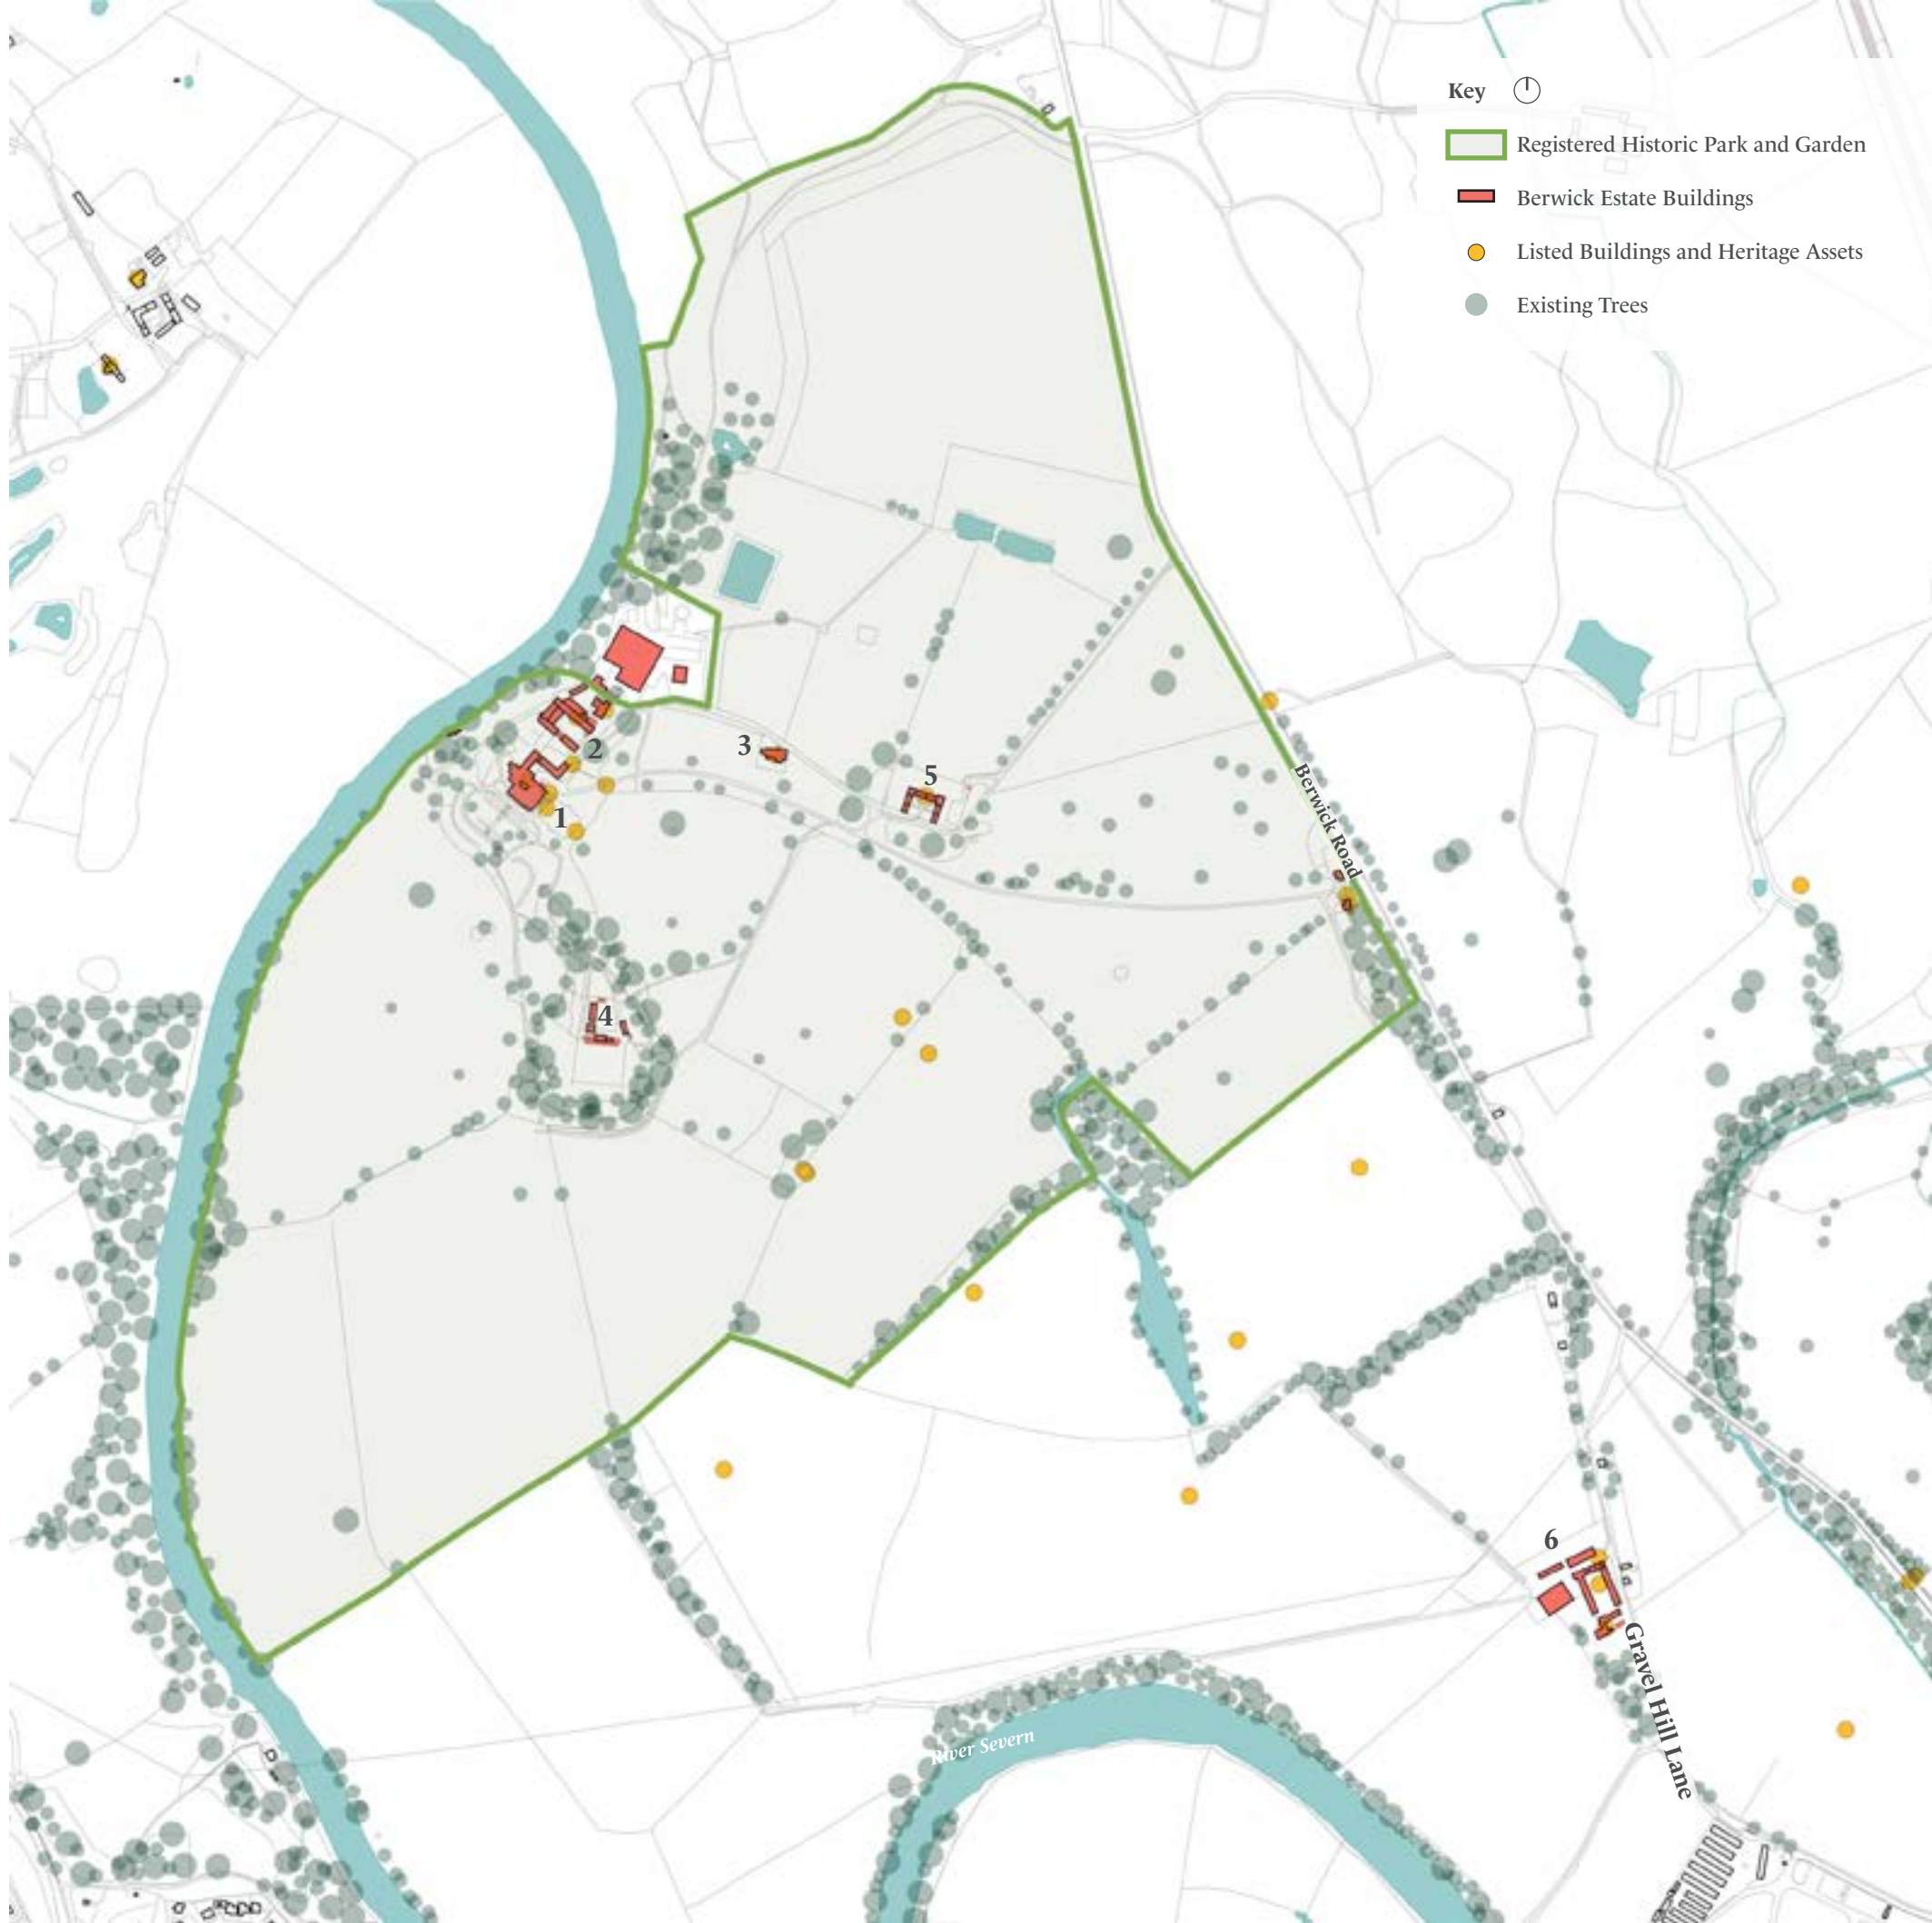 Key
Registered Historic Park and Garden
Berwick Estate Buildings
Listed Buildings and Heritage Assets
Existing Trees
2
3
5
1
Berwick Road
4
6
Gravel Hill Lane
River Severn